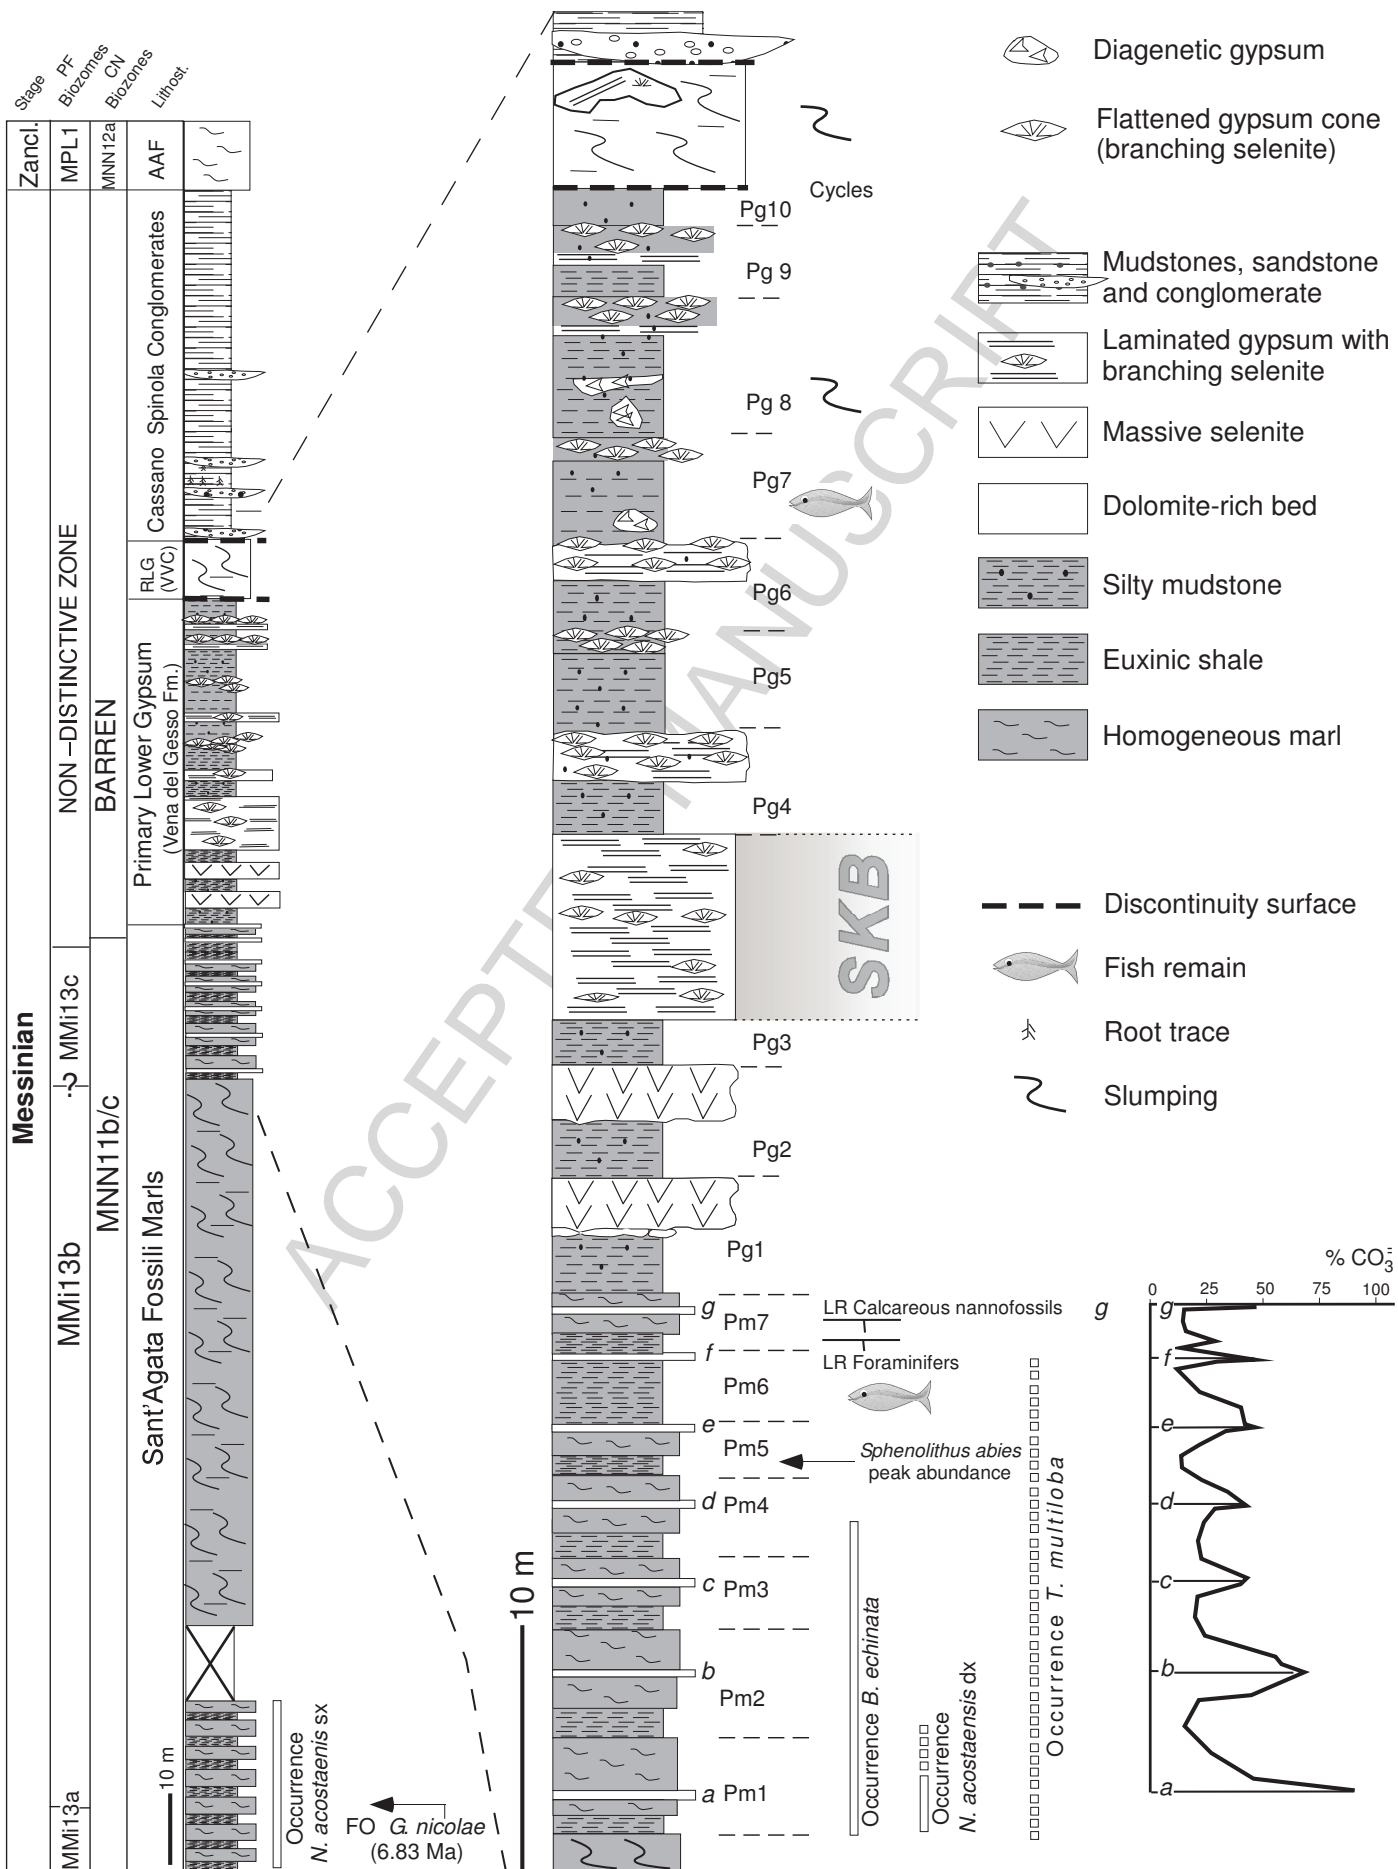 Stage
PF
Biozomes
CN
Biozones
Lithost.
Zancl.
MPL1
MNN12a
AAF
Messinian
NON –DISTINCTIVE ZONE
MMi13c
?
MMi13b
MMi13a
BARREN
MNN11b/c
Cassano Spinola Conglomerates
RLG
(VVC)
Primary Lower Gypsum
(Vena del Gesso Fm.)
Sant'Agata Fossili Marls
10 m
Occurrence
N. acostaenis sx
FO G. nicolae
(6.83 Ma)
10 m
Cycles
Pg10
Pg 9
Pg 8
Pg7
Pg6
Pg5
Pg4
SKB
Pg3
Pg2
Pg1
g
Pm7
f
Pm6
e
Pm5
d
Pm4
c
Pm3
b
Pm2
a
Pm1
LR Calcareous nannofossils
LR Foraminifers
Sphenolithus abies
peak abundance
Occurrence B. echinata
Occurrence
N. acostaensis dx
Occurrence T. multiloba
% CO3=
0 25 50 75 100
g
g
f
e
d
c
b
a
Diagenetic gypsum
Flattened gypsum cone
(branching selenite)
Mudstones, sandstone
and conglomerate
Laminated gypsum with
branching selenite
Massive selenite
Dolomite-rich bed
Silty mudstone
Euxinic shale
Homogeneous marl
Discontinuity surface
Fish remain
Root trace
Slumping
ACCEPTED MANUSCRIPT